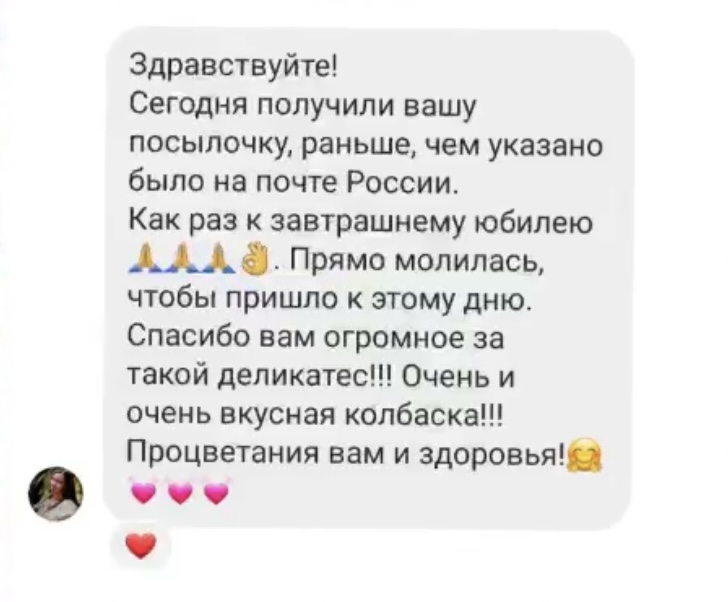 Здравствуйте!
Сегодня получили вашу
посылочку, раньше, чем указано
было на почте России.
Как раз к завтрашнему юбилею
🙏🙏🙏👌. Прямо молилась,
чтобы пришло к этому дню.
Спасибо вам огромное за
такой деликатес!!! Очень и
очень вкусная колбаска!!!
Процветания вам и здоровья!🤗
💓💓💓
❤️